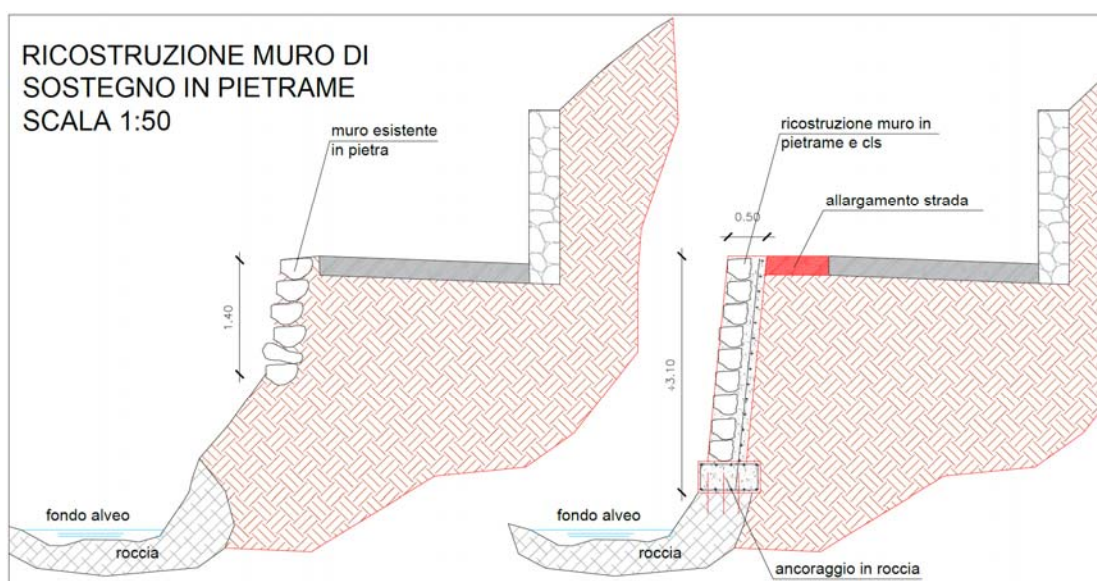 RICOSTRUZIONE MURO DI
SOSTEGNO IN PIETRAME
SCALA 1:50
muro esistente
in pietra
1.40
fondo alveo
roccia
ricostruzione muro in
pietrame e cls
0.50
allargamento strada
÷3.10
fondo alveo
roccia
ancoraggio in roccia